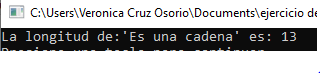 C:\Users\Veronica Cruz Osorio\Documents\ejercicio de
La longitud de:'Es una cadena' es: 13